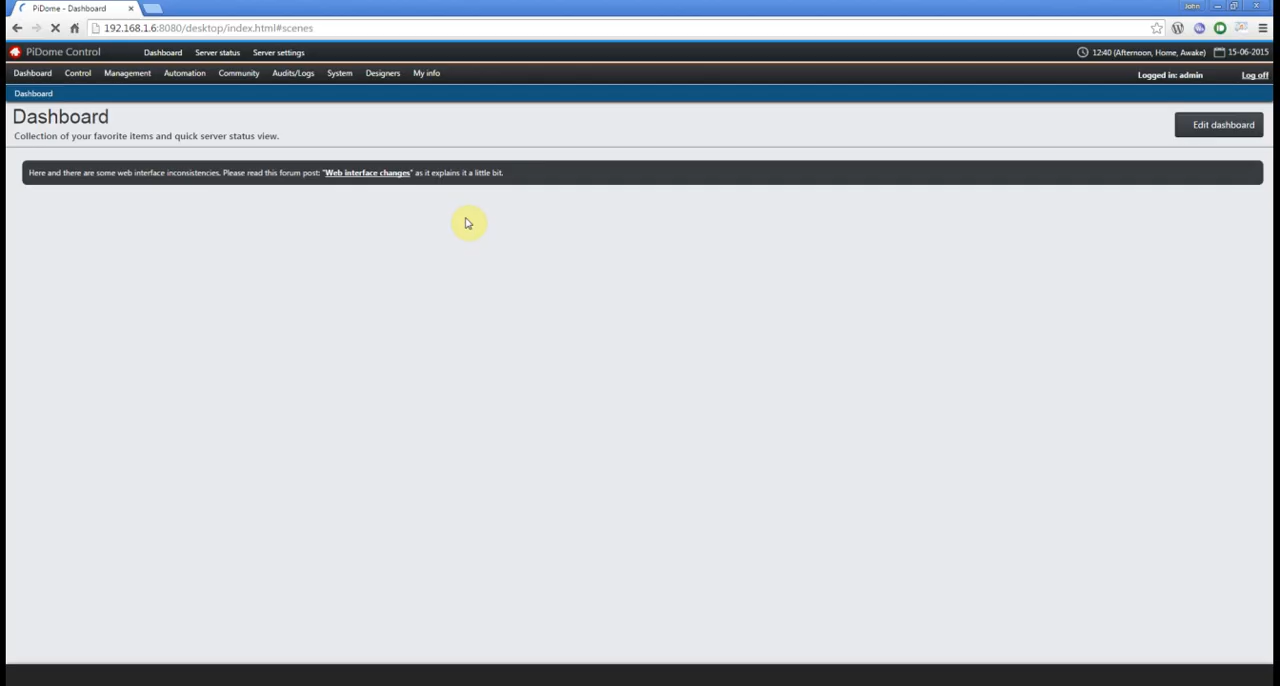 PiDome - Dashboard
John
192.168.1.6:8080/desktop/index.html#scenes
PiDome Control Dashboard Server status Server settings 12:40 (Afternoon, Home, Awake) 15-06-2015
Dashboard Control Management Automation Community Audits/Logs System Designers My info Logged in: admin Log off
Dashboard
Dashboard
Edit dashboard
Collection of your favorite items and quick server status view.
Here and there are some web interface inconsistencies. Please read this forum post: "Web interface changes" as it explains it a little bit.